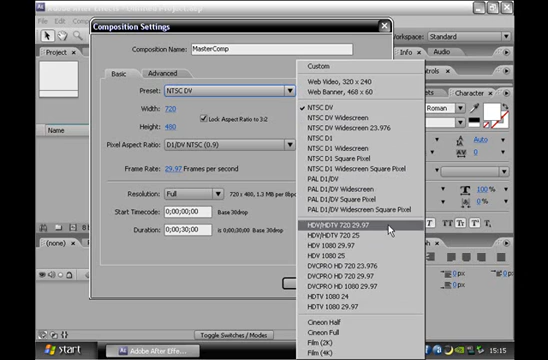 Composition Settings
File Edit
Workspace: Standard
Composition Name: MasterComp
Project
Info Audio
Basic Advanced
Preset: NTSC DV
Width: 720
Lock Aspect Ratio to 3:2
Height: 480
Pixel Aspect Ratio: D1/DV NTSC (0.9)
Frame Rate: 29.97 Frames per second
Resolution: Full 720 x 480, 1.3 MB per 8bpc
Start Timecode: 0;00;00;00 Base 30drop
Duration: 0;00;30;00 is 0;00;30;00 Base 30drop
Custom
Web Video, 320 x 240
Web Banner, 468 x 60
NTSC DV
NTSC DV Widescreen
NTSC DV Widescreen 23.976
NTSC D1
NTSC D1 Square Pixel
NTSC D1 Widescreen
NTSC D1 Square Pixel Widescreen
PAL D1/DV
PAL D1/DV Widescreen
PAL D1/DV Square Pixel
PAL D1/DV Widescreen Square Pixel
HDV/HDTV 720 29.97
HDV/HDTV 720 25
HDV 1080 29.97
HDV 1080 25
DVCPRO HD 720 23.976
DVCPRO HD 720 29.97
DVCPRO HD 1080 29.97
HDTV 1080 24
HDTV 1080 29.97
Cineon Half
Cineon Full
Film (2K)
Film (4K)
Character
Roman
Auto
0
100 %
0 px
Name
(none)
Toggle Switches / Modes
start
Adobe After Effe...
15:15